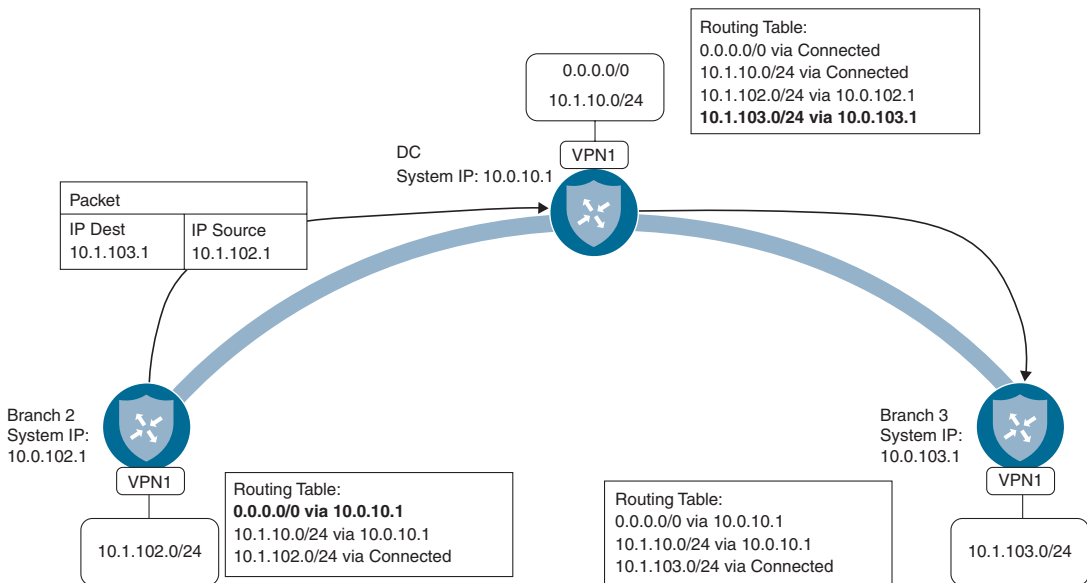 Routing Table:
0.0.0.0/0 via Connected
10.1.10.0/24 via Connected
10.1.102.0/24 via 10.0.102.1
10.1.103.0/24 via 10.0.103.1
0.0.0.0/0
10.1.10.0/24
VPN1
DC
System IP: 10.0.10.1
Packet
IP Dest
10.1.103.1
IP Source
10.1.102.1
Branch 2
System IP:
10.0.102.1
VPN1
10.1.102.0/24
Routing Table:
0.0.0.0/0 via 10.0.10.1
10.1.10.0/24 via 10.0.10.1
10.1.102.0/24 via Connected
Routing Table:
0.0.0.0/0 via 10.0.10.1
10.1.10.0/24 via 10.0.10.1
10.1.103.0/24 via Connected
Branch 3
System IP:
10.0.103.1
VPN1
10.1.103.0/24